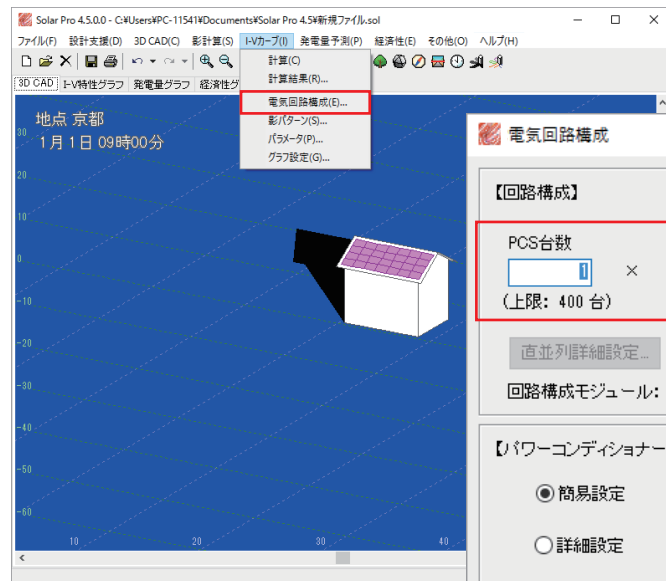 Solar Pro 4.5.0.0 - C:¥Users¥PC-11541¥Documents¥Solar Pro 4.5¥新規ファイル.sol
ファイル(F) 設計支援(D) 3D CAD(C) 影計算(S) I-Vカーブ(I) 発電量予測(P) 経済性(E) その他(O) ヘルプ(H)
計算(C)
計算結果(R)...
電気回路構成(E)...
影パターン(S)...
パラメータ(P)...
グラフ設定(G)...
3D CAD I-V特性グラフ 発電量グラフ 経済性グ
地点 京都
1月 1日 09時00分
30
20
10
0
-10
-20
-30
-40
-50
-60
10 20 30 40
電気回路構成
【回路構成】
PCS台数
1 ×
(上限: 400 台)
直並列詳細設定...
回路構成モジュール:
【パワーコンディショナー
簡易設定
詳細設定